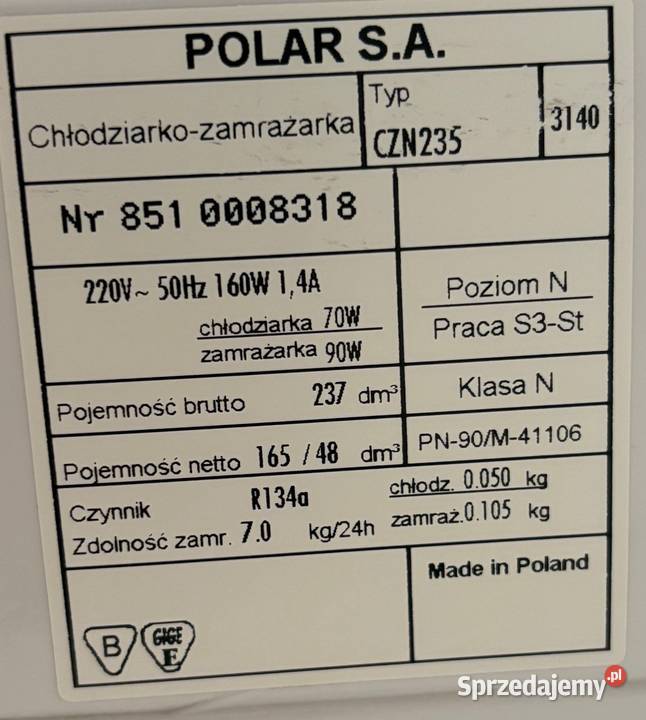 POLAR S.A.
Chłodziarko-zamrażarka
Typ
CZN235
3140
Nr 851 0008318
220V~ 50Hz 160W 1,4A
chłodziarka 70W
zamrażarka 90W
Poziom N
Praca S3-St
Pojemność brutto 237 dm³
Klasa N
Pojemność netto 165 / 48 dm³
PN-90/M-41106
Czynnik R134a
chłodz. 0.050 kg
Zdolność zamr. 7.0 kg/24h
zamraż. 0.105 kg
Made in Poland
B
GIGE
E
Sprzedajemy.pl